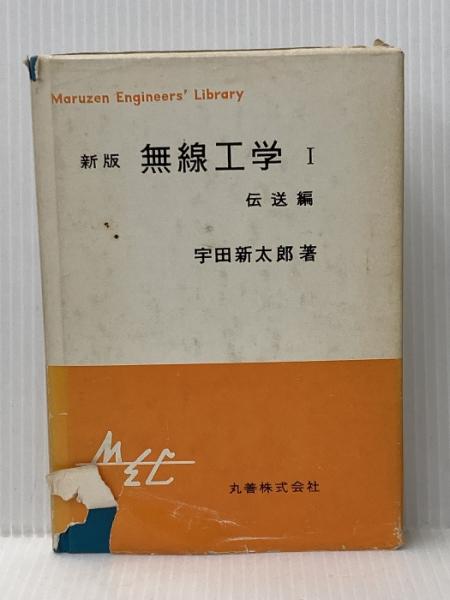 Maruzen Engineers' Library
新版 無線工学 I
伝送編
宇田新太郎著
MEL
丸善株式会社